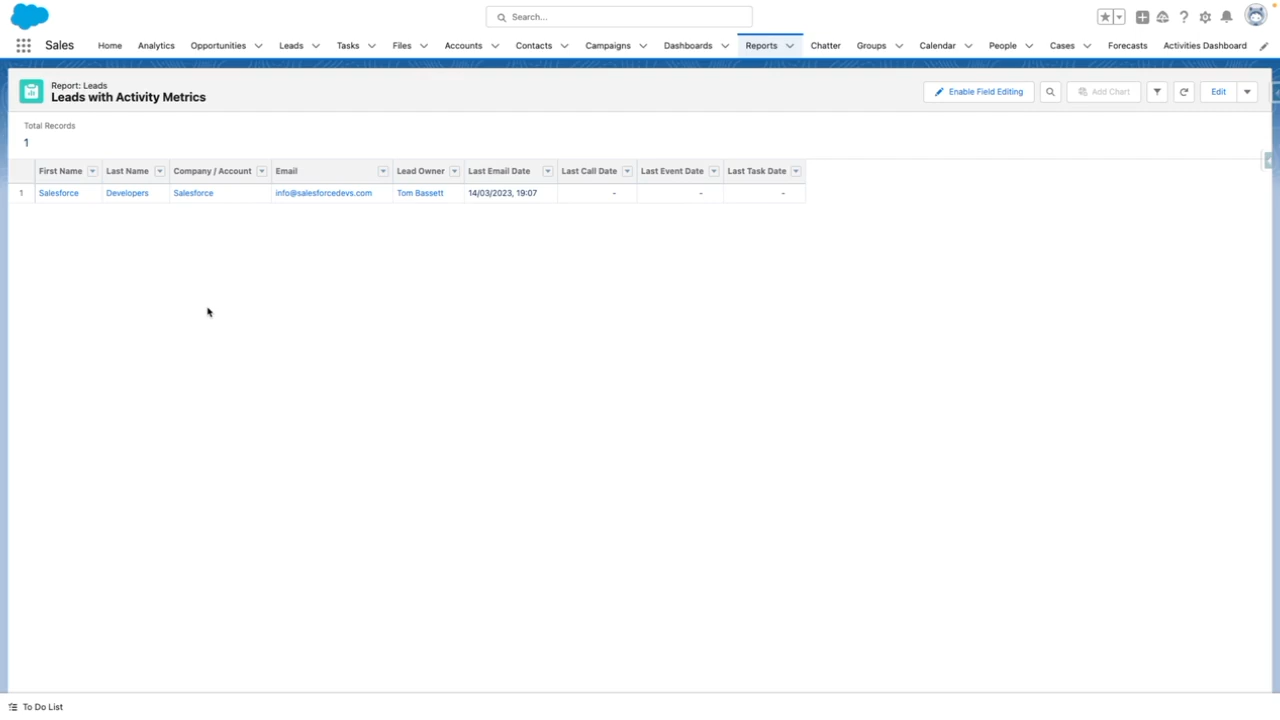 Search...
Sales Home Analytics Opportunities Leads Tasks Files Accounts Contacts Campaigns Dashboards Reports Chatter Groups Calendar People Cases Forecasts Activities Dashboard
Report: Leads
Leads with Activity Metrics
Enable Field Editing Add Chart Edit
Total Records
1
First Name Last Name Company / Account Email Lead Owner Last Email Date Last Call Date Last Event Date Last Task Date
1 Salesforce Developers Salesforce info@salesforcedevs.com Tom Bassett 14/03/2023, 19:07 - - -
To Do List